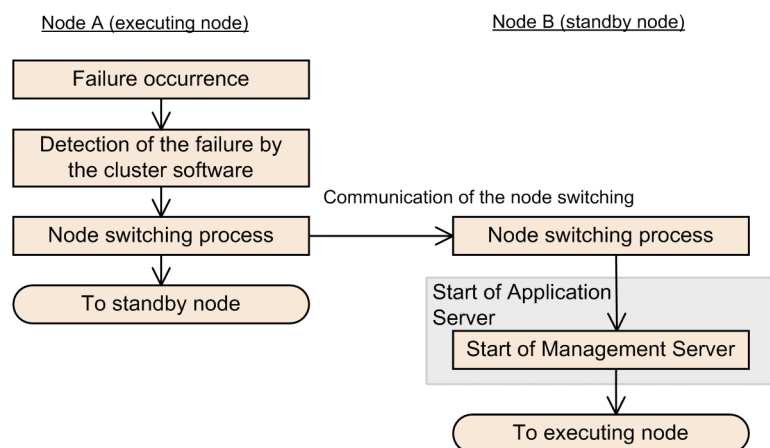 Node A (executing node)
Node B (standby node)
Failure occurrence
Detection of the failure by
the cluster software
Communication of the node switching
Node switching process
Node switching process
To standby node
Start of Application
Server
Start of Management Server
To executing node